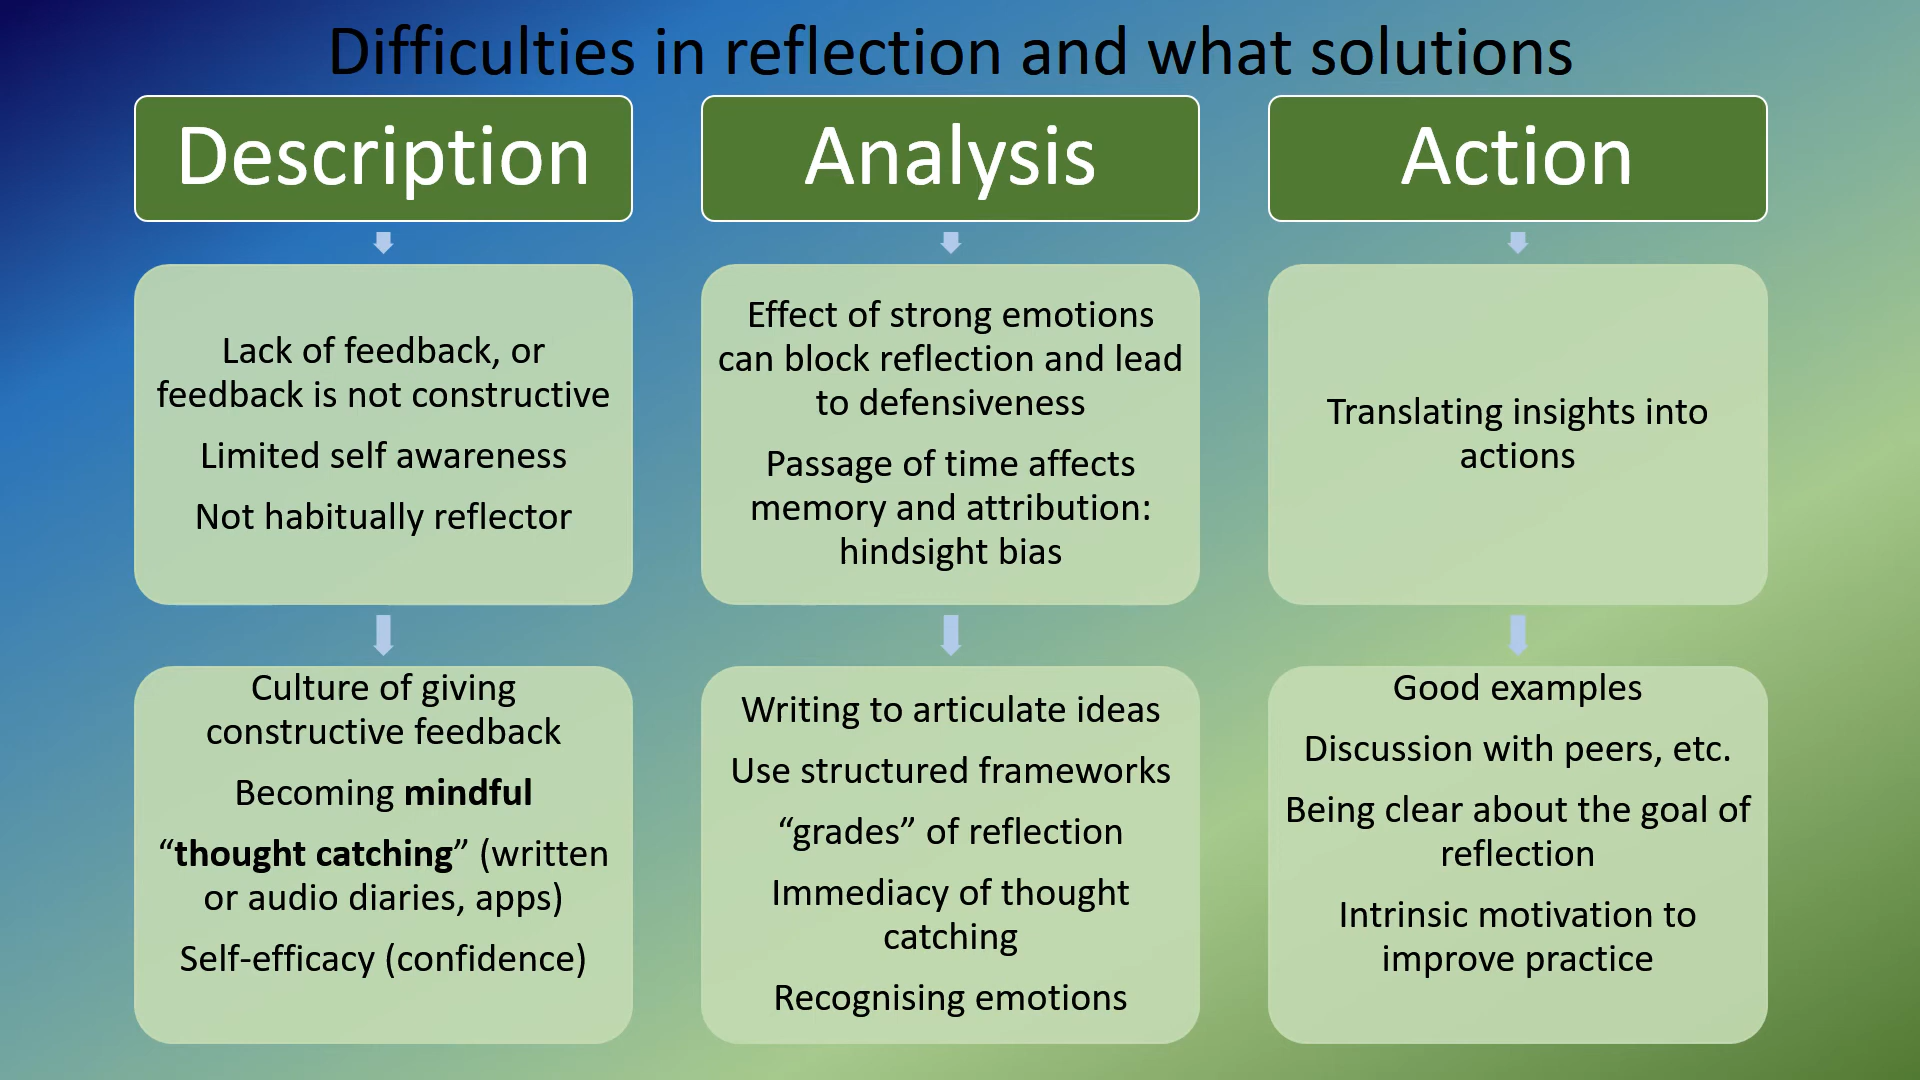 Difficulties in reflection and what solutions
Description
Lack of feedback, or
feedback is not constructive
Limited self awareness
Not habitually reflector
Culture of giving
constructive feedback
Becoming mindful
“thought catching” (written
or audio diaries, apps)
Self-efficacy (confidence)
Analysis
Effect of strong emotions
can block reflection and lead
to defensiveness
Passage of time affects
memory and attribution:
hindsight bias
Writing to articulate ideas
Use structured frameworks
“grades” of reflection
Immediacy of thought
catching
Recognising emotions
Action
Translating insights into
actions
Good examples
Discussion with peers, etc.
Being clear about the goal of
reflection
Intrinsic motivation to
improve practice